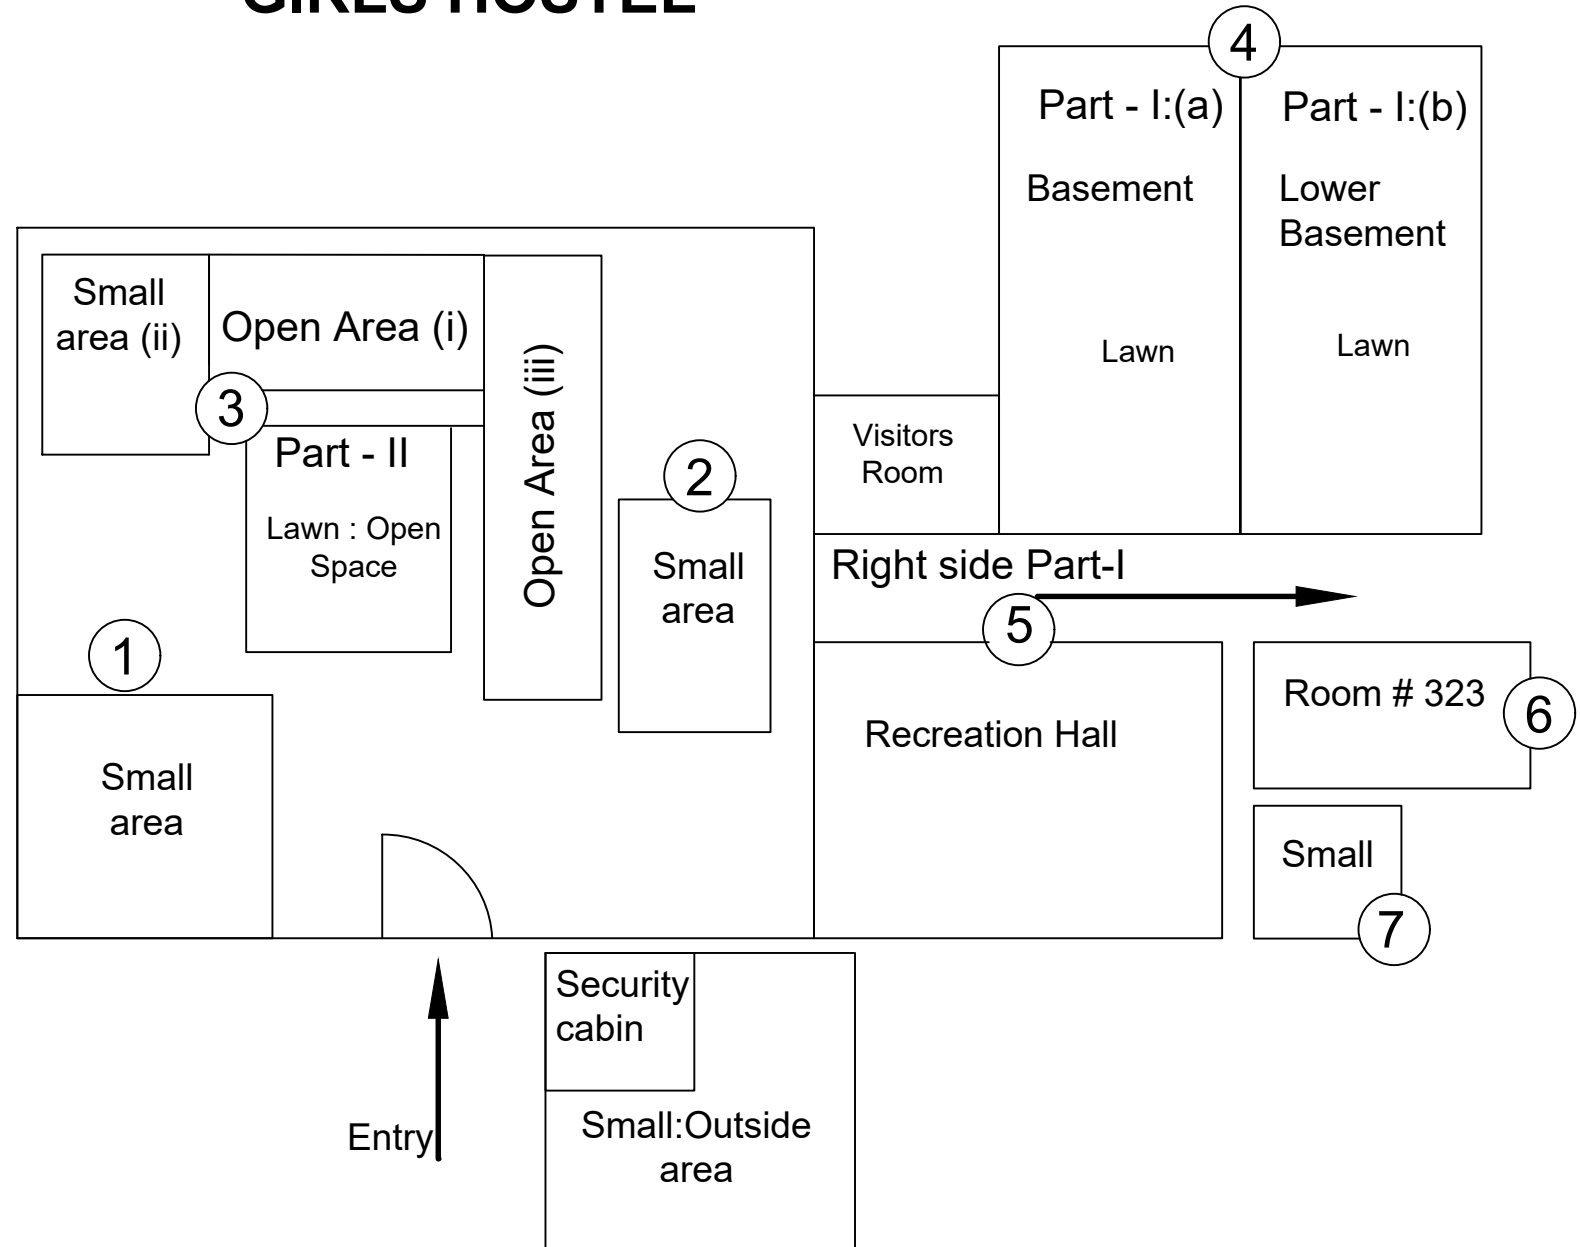 GIRLS HOSTEL
4
Part - I:(a)
Part - I:(b)
Basement
Lower
Basement
Lawn
Lawn
Small
area (ii)
Open Area (i)
3
Part - II
Lawn : Open
Space
Open Area (iii)
2
Small
area
Visitors
Room
Right side Part-I
5
1
Small
area
Recreation Hall
Room # 323
6
Small
7
Security
cabin
Entry
Small:Outside
area